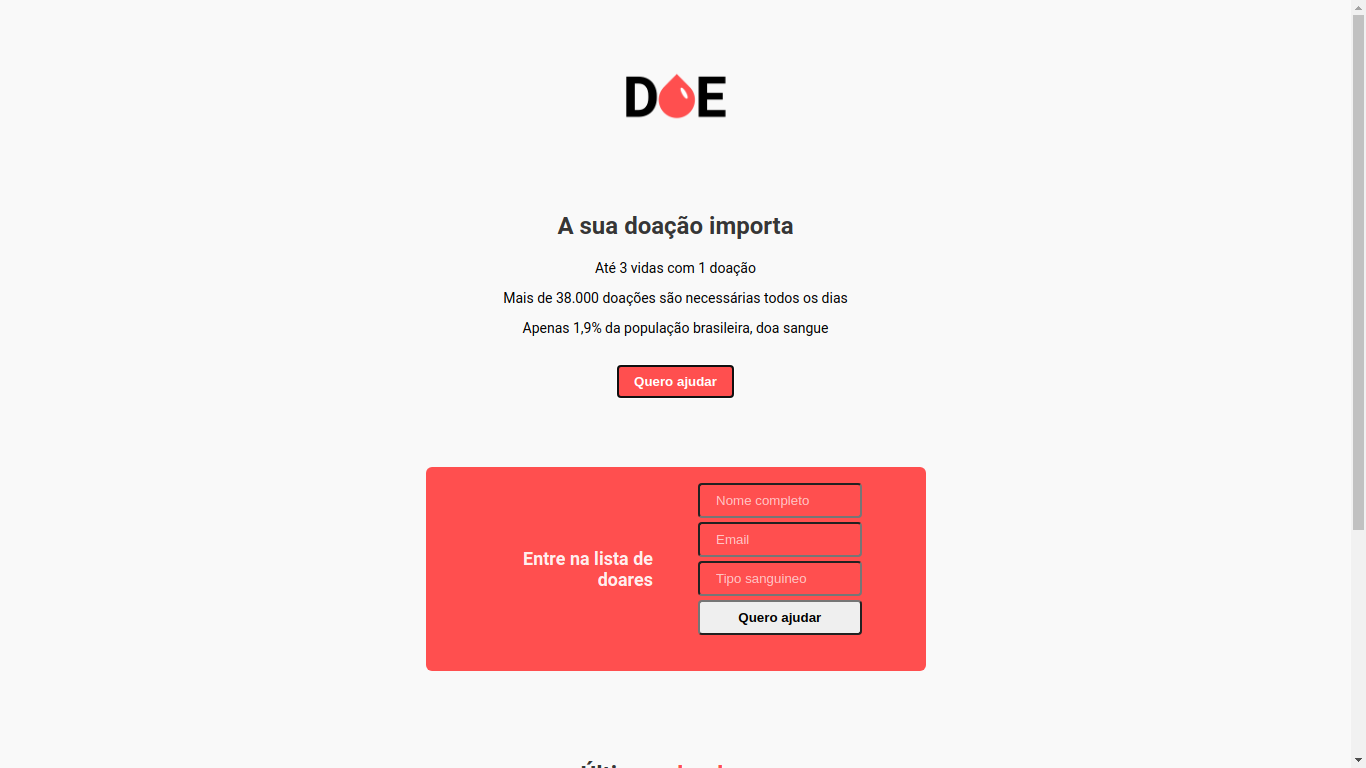 DOE
A sua doação importa
Até 3 vidas com 1 doação
Mais de 38.000 doações são necessárias todos os dias
Apenas 1,9% da população brasileira, doa sangue
Quero ajudar
Entre na lista de
doares
Nome completo
Email
Tipo sanguineo
Quero ajudar